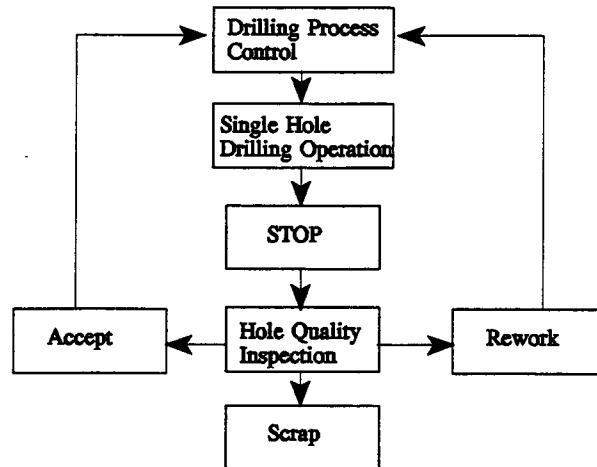 Drilling Process
Control
Single Hole
Drilling Operation
STOP
Accept
Hole Quality
Inspection
Rework
Scrap